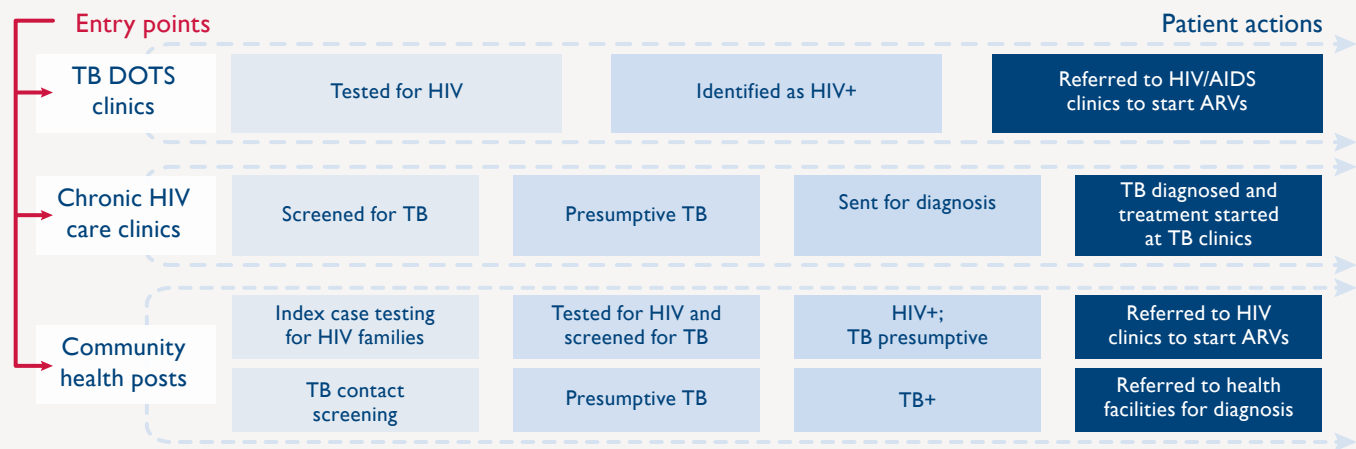 Entry points
Patient actions
TB DOTS
clinics
Tested for HIV
Identified as HIV+
Referred to HIV/AIDS
clinics to start ARVs
Chronic HIV
care clinics
Screened for TB
Presumptive TB
Sent for diagnosis
TB diagnosed and
treatment started
at TB clinics
Community
health posts
Index case testing
for HIV families
Tested for HIV and
screened for TB
HIV+;
TB presumptive
Referred to HIV
clinics to start ARVs
TB contact
screening
Presumptive TB
TB+
Referred to health
facilities for diagnosis